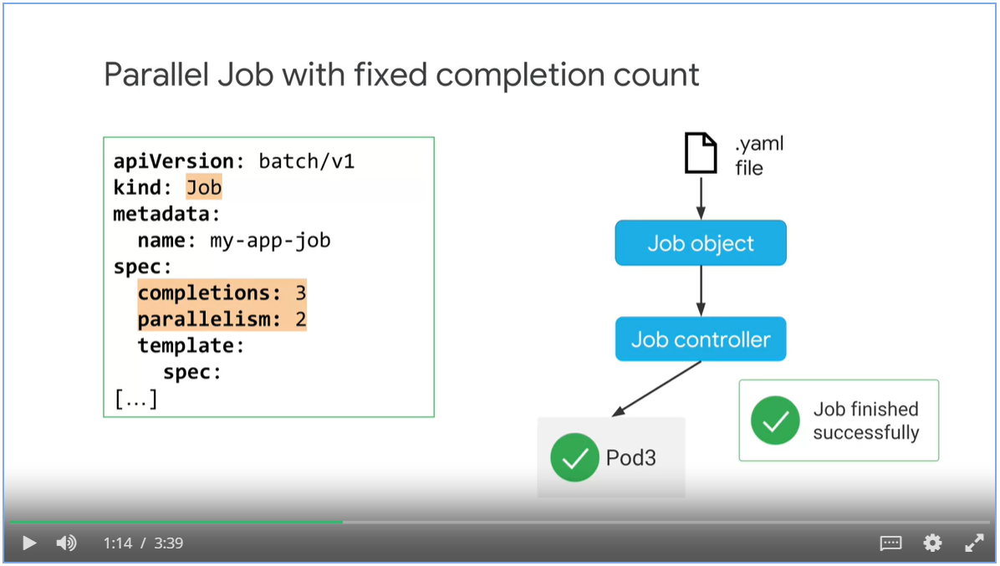 Parallel Job with fixed completion count
apiVersion: batch/v1
kind: Job
metadata:
  name: my-app-job
spec:
  completions: 3
  parallelism: 2
  template:
    spec:
[...]
.yaml
file
Job object
Job controller
Pod3
Job finished
successfully
1:14 / 3:39